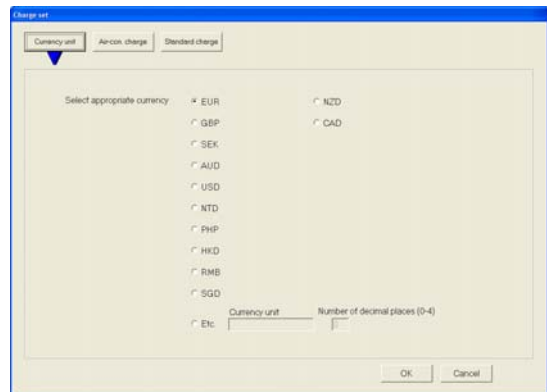 Charge set
Currency unit Air-con. charge Standard charge
Select appropriate currency
EUR NZD
GBP CAD
SEK
AUD
USD
NTD
PHP
HKD
RMB
SGD
Currency unit Number of decimal places (0-4)
Etc.
OK Cancel